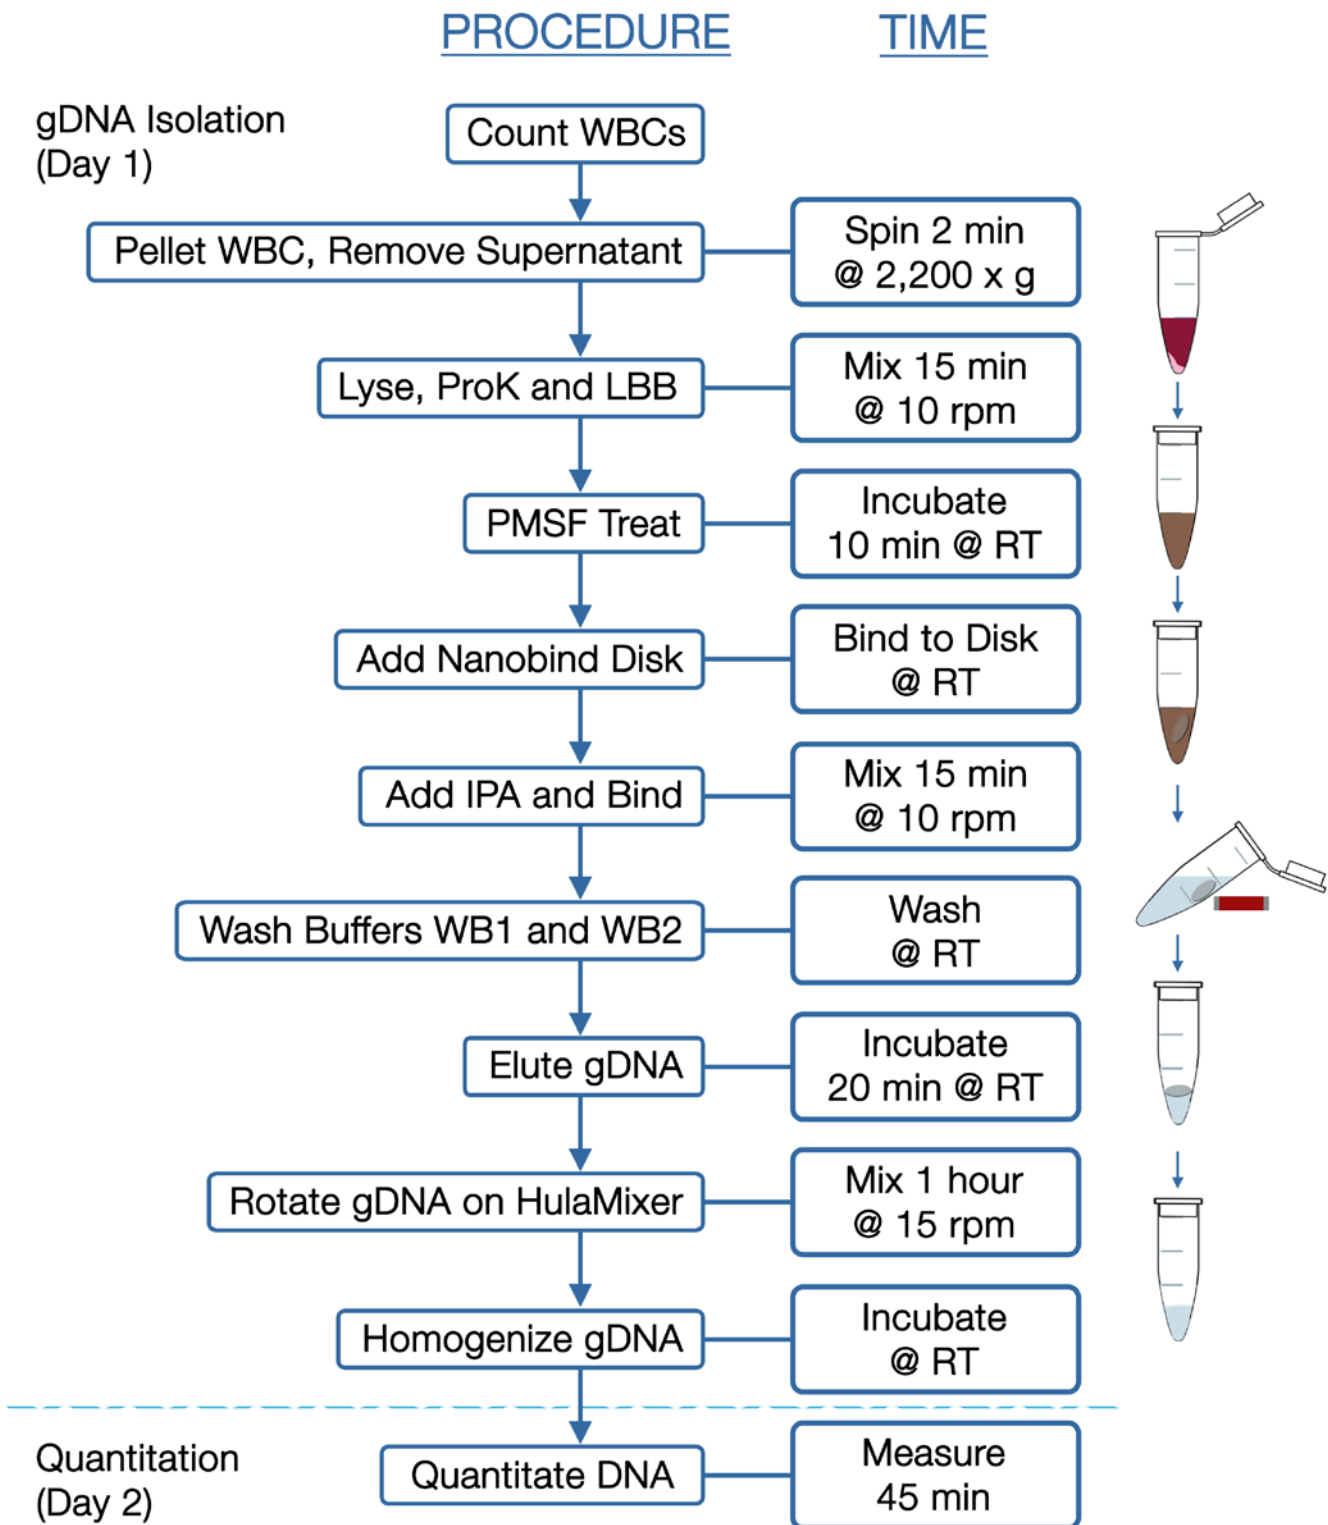 PROCEDURE
TIME
gDNA Isolation
(Day 1)
Count WBCs
Pellet WBC, Remove Supernatant
Spin 2 min
@ 2,200 x g
Lyse, ProK and LBB
Mix 15 min
@ 10 rpm
PMSF Treat
Incubate
10 min @ RT
Add Nanobind Disk
Bind to Disk
@ RT
Add IPA and Bind
Mix 15 min
@ 10 rpm
Wash Buffers WB1 and WB2
Wash
@ RT
Elute gDNA
Incubate
20 min @ RT
Rotate gDNA on HulaMixer
Mix 1 hour
@ 15 rpm
Homogenize gDNA
Incubate
@ RT
Quantitation
(Day 2)
Quantitate DNA
Measure
45 min